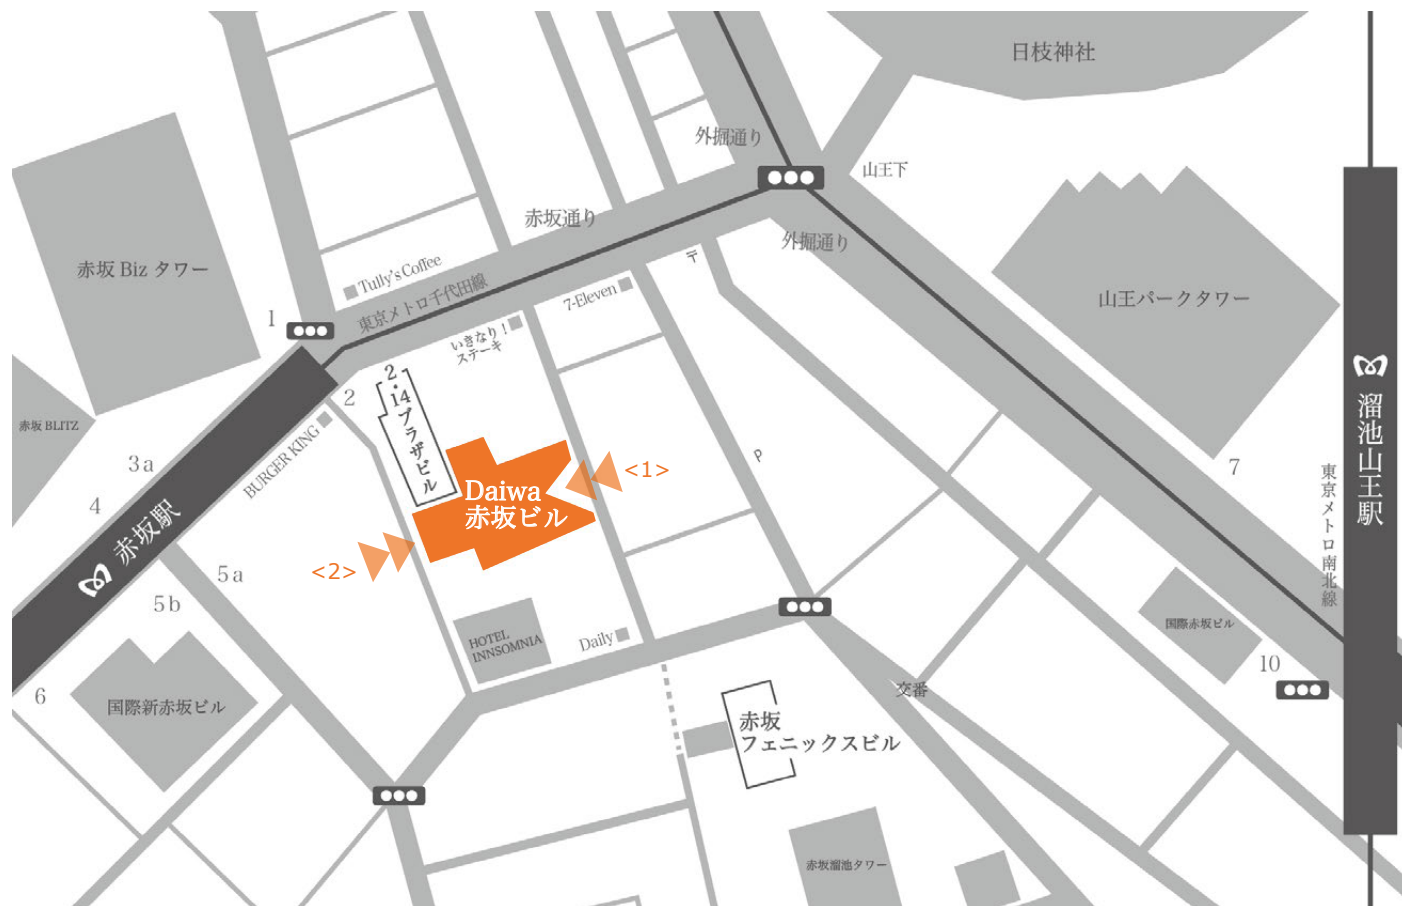 日枝神社
外掘通り
山王下
赤坂通り
外掘通り
〒
赤坂 Biz タワー
Tully's Coffee
東京メトロ千代田線
7-Eleven
山王パークタワー
1
いきなり！
ステーキ
2
2・14プラザビル
赤坂 BLITZ
BURGER KING
3a
4
赤坂駅
Daiwa
赤坂ビル
<1>
<2>
P
7
溜池山王駅
東京メトロ南北線
5a
5b
HOTEL
INNSOMNIA
Daily
国際赤坂ビル
10
6
国際新赤坂ビル
交番
赤坂
フェニックスビル
赤坂溜池タワー